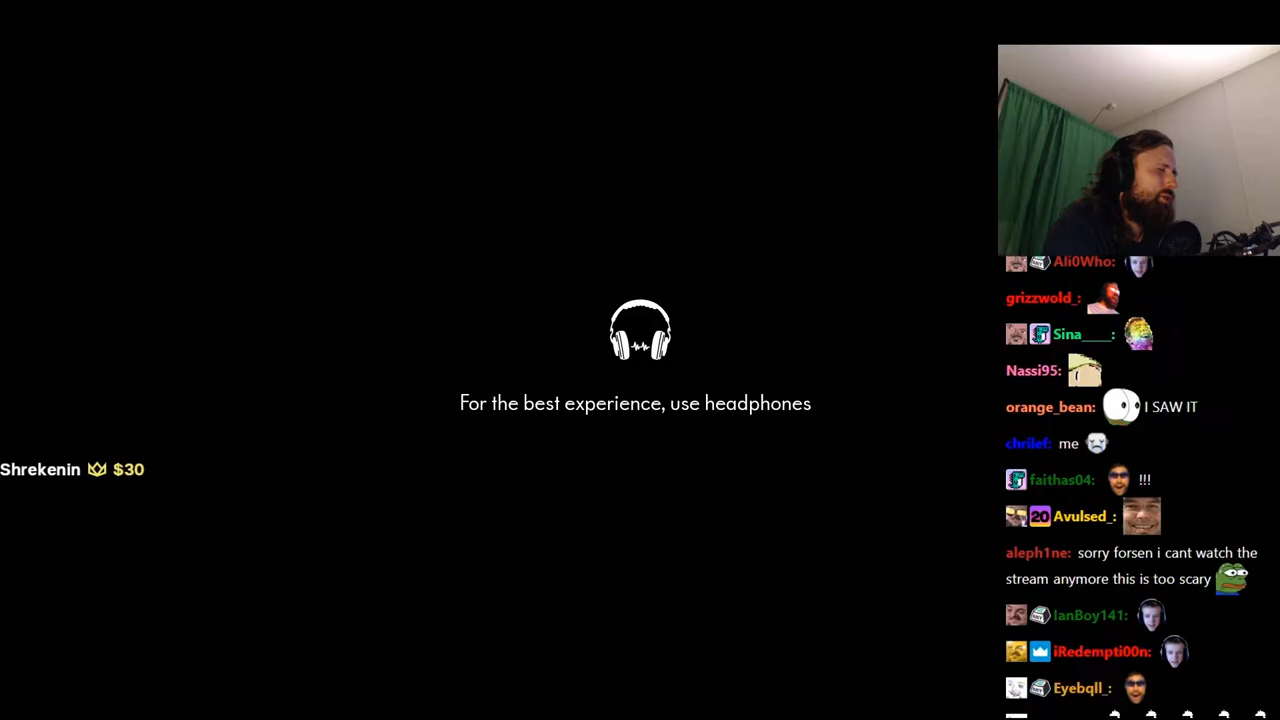 For the best experience, use headphones
Shrekenin $30
Ali0Who:
grizzwold_:
Sina____:
Nassi95:
orange_bean: I SAW IT
chrilef: me
faithas04: !!!
20 Avulsed_:
aleph1ne: sorry forsen i cant watch the
stream anymore this is too scary
IanBoy141:
iRedempti00n:
Eyebqll_: